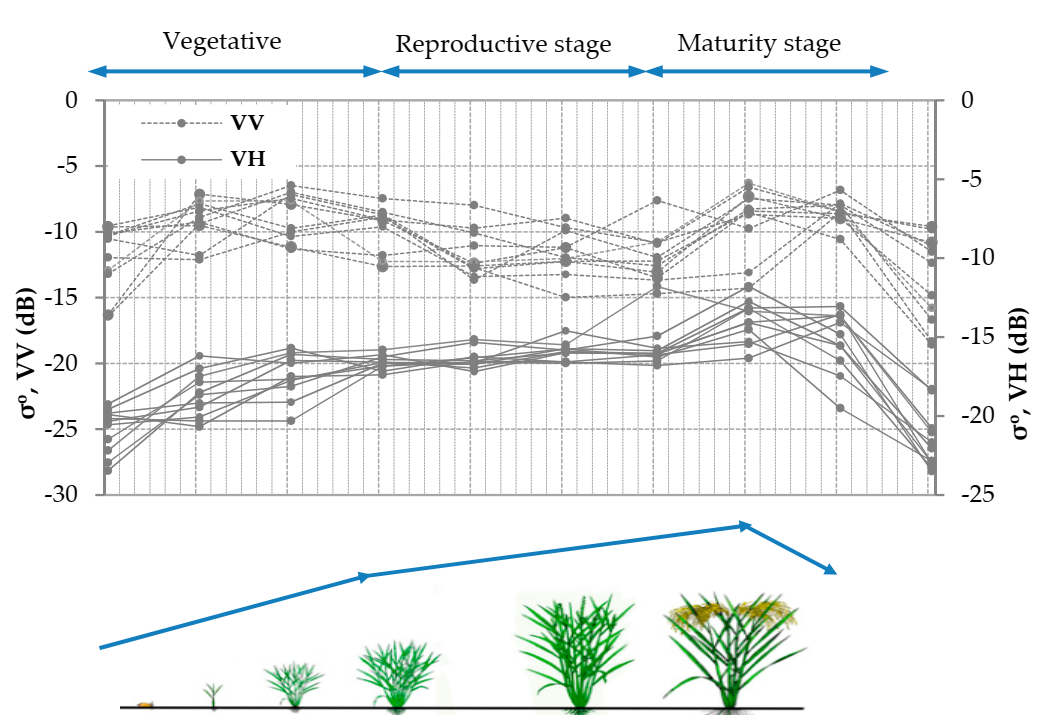 Vegetative
Reproductive stage
Maturity stage
VV
VH
0
-5
-10
-15
-20
-25
-30
σº, VV (dB)
0
-5
-10
-15
-20
-25
σº, VH (dB)